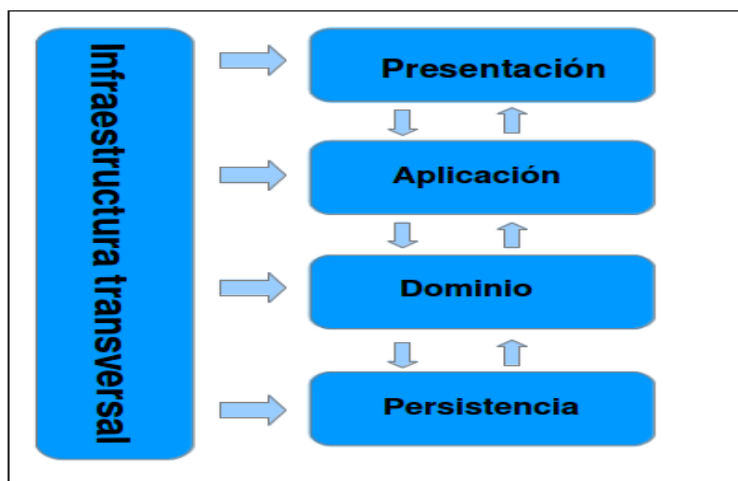 Infraestructura transversal
Presentación
Aplicación
Dominio
Persistencia